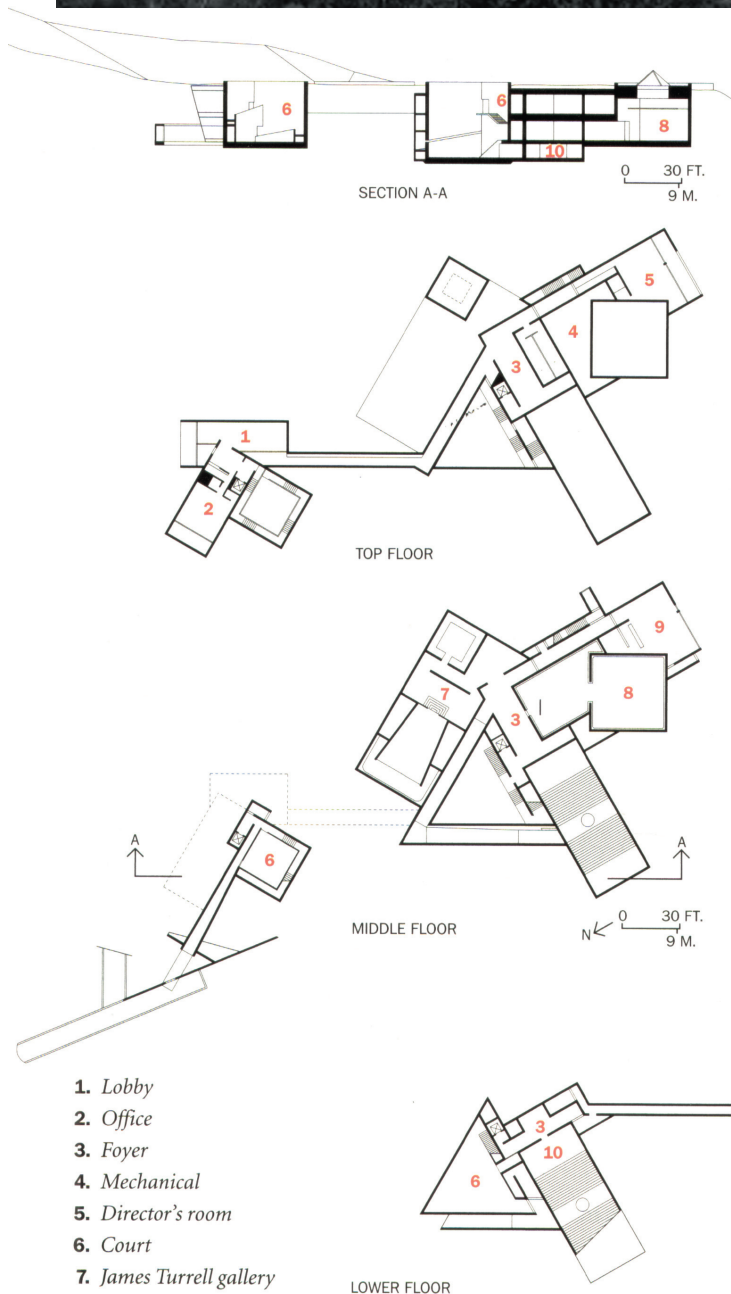 6
6
8
10
0 30 FT.
9 M.
SECTION A-A
5
4
3
1
2
TOP FLOOR
9
8
7
3
A
A
6
MIDDLE FLOOR
N
0 30 FT.
9 M.
1. Lobby
2. Office
3. Foyer
4. Mechanical
5. Director's room
6. Court
7. James Turrell gallery
3
10
6
LOWER FLOOR